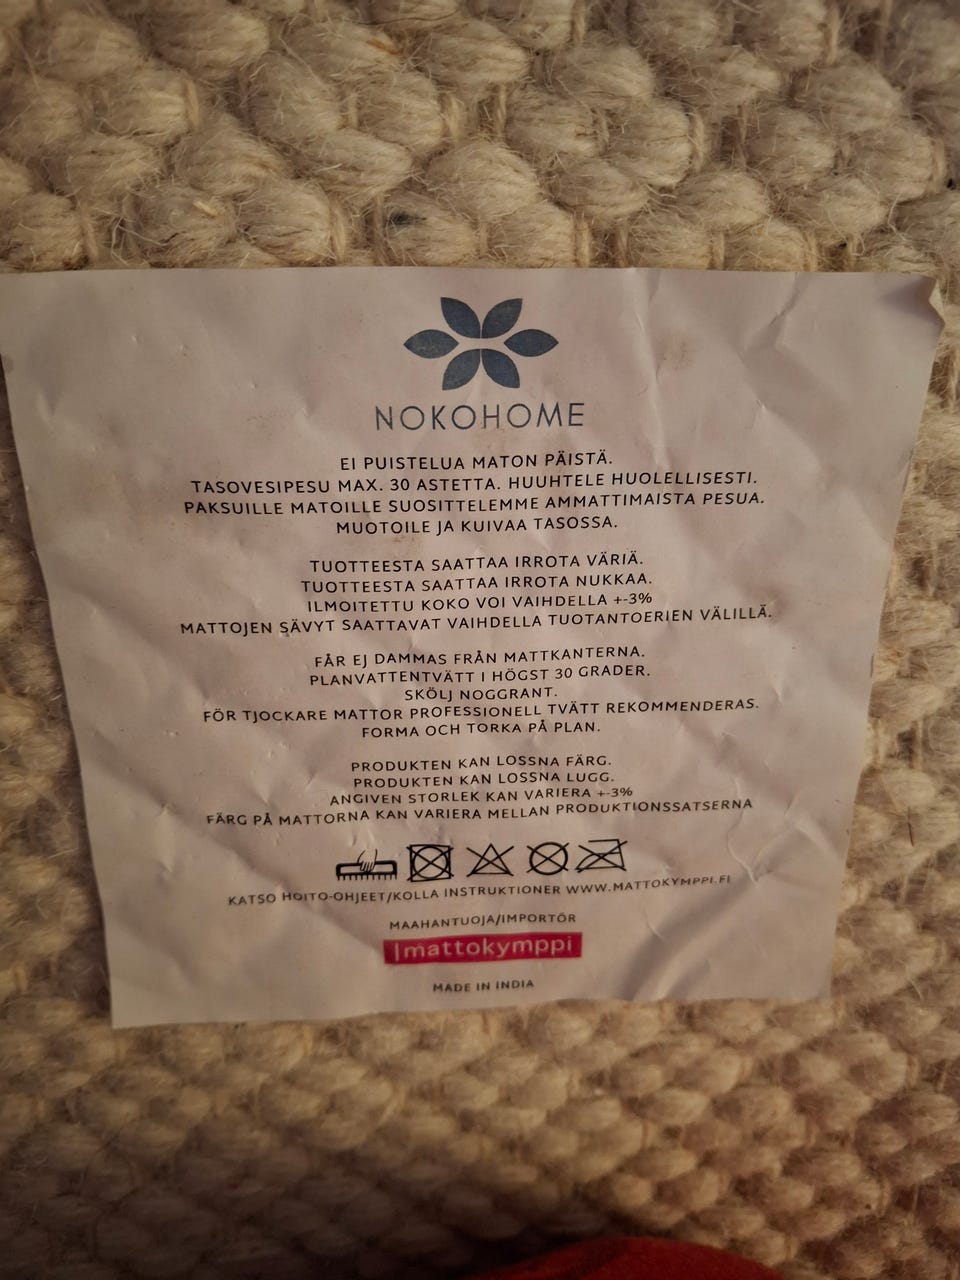 NOKOHOME
EI PUISTELUA MATON PÄISTÄ.
TASOVESIPESU MAX. 30 ASTETTA. HUUHTELE HUOLELLISESTI.
PAKSUILLE MATOILLE SUOSITTELEMME AMMATTIMAISTA PESUA.
MUOTOILE JA KUIVAA TASOSSA.
TUOTTEESTA SAATTAA IRROTA VÄRIÄ.
TUOTTEESTA SAATTAA IRROTA NUKKAA.
ILMOITETTU KOKO VOI VAIHDELLA +-3%
MATTOJEN SÄVYT SAATTAVAT VAIHDELLA TUOTANTOERIEN VÄLILLÄ.
FÅR EJ DAMMAS FRÅN MATTKANTERNA.
PLANVATTENTVÄTT I HÖGST 30 GRADER.
SKÖLJ NOGGRANT.
FÖR TJOCKARE MATTOR PROFESSIONELL TVÄTT REKOMMENDERAS.
FORMA OCH TORKA PÅ PLAN.
PRODUKTEN KAN LOSSNA FÄRG.
PRODUKTEN KAN LOSSNA LUGG.
ANGIVEN STORLEK KAN VARIERA +-3%
FÄRG PÅ MATTORNA KAN VARIERA MELLAN PRODUKTIONSSATSERNA
KATSO HOITO-OHJEET/KOLLA INSTRUKTIONER WWW.MATTOKYMPPI.FI
MAAHANTUOJA/IMPORTÖR
mattokymppi
MADE IN INDIA